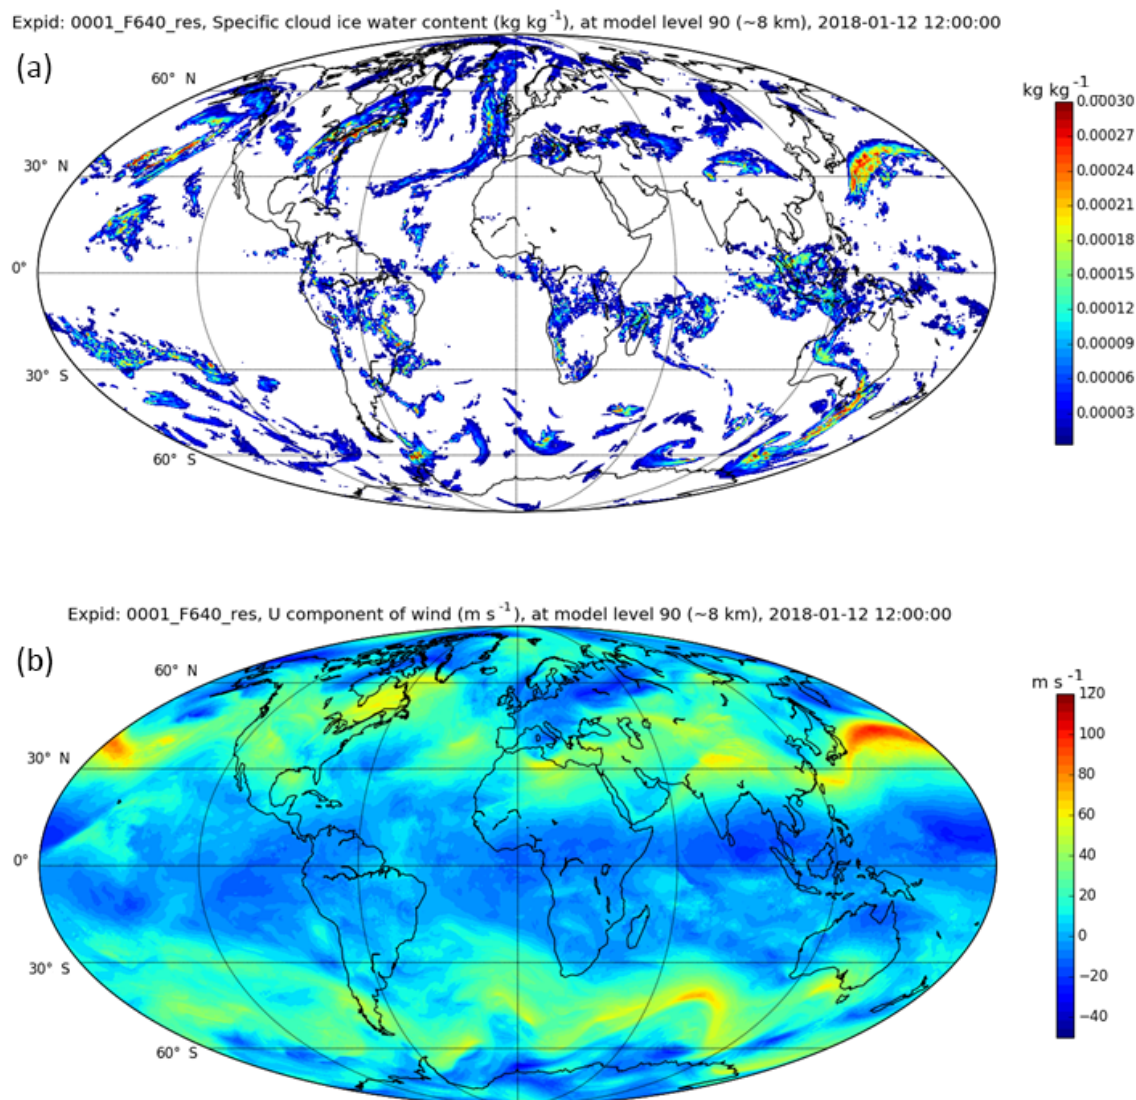 Expid: 0001_F640_res, Specific cloud ice water content (kg kg⁻¹), at model level 90 (~8 km), 2018-01-12 12:00:00
(a)
60° N
30° N
0°
30° S
60° S
kg kg⁻¹
0.00030
0.00024
0.00021
0.00018
0.00015
0.00012
0.00009
0.00006
0.00003
Expid: 0001_F640_res, U component of wind (m s⁻¹), at model level 90 (~8 km), 2018-01-12 12:00:00
(b)
60° N
30° N
0°
30° S
60° S
m s⁻¹
120
100
80
60
40
20
0
−20
−40